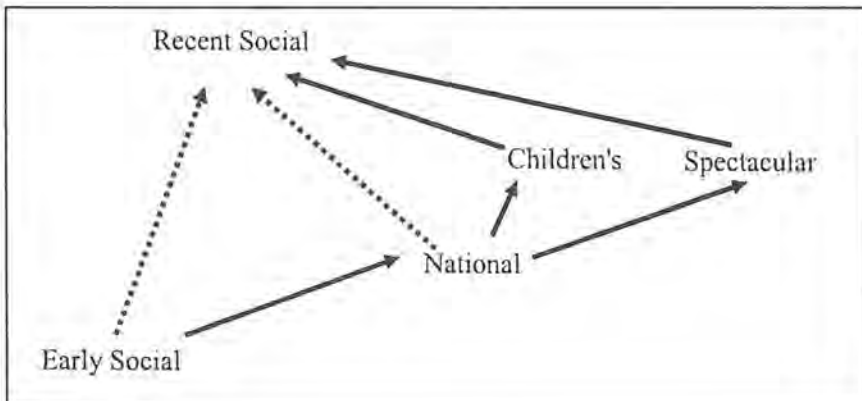 Recent Social
Children's
Spectacular
National
Early Social